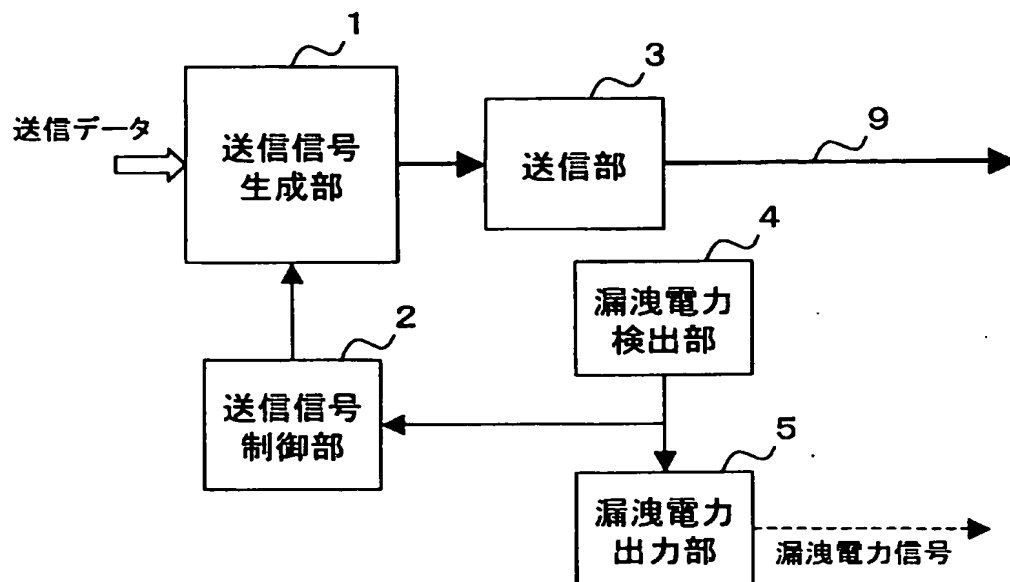 1
3
送信データ
9
送信信号
生成部
送信部
4
漏洩電力
検出部
2
送信信号
制御部
5
漏洩電力
出力部
漏洩電力信号